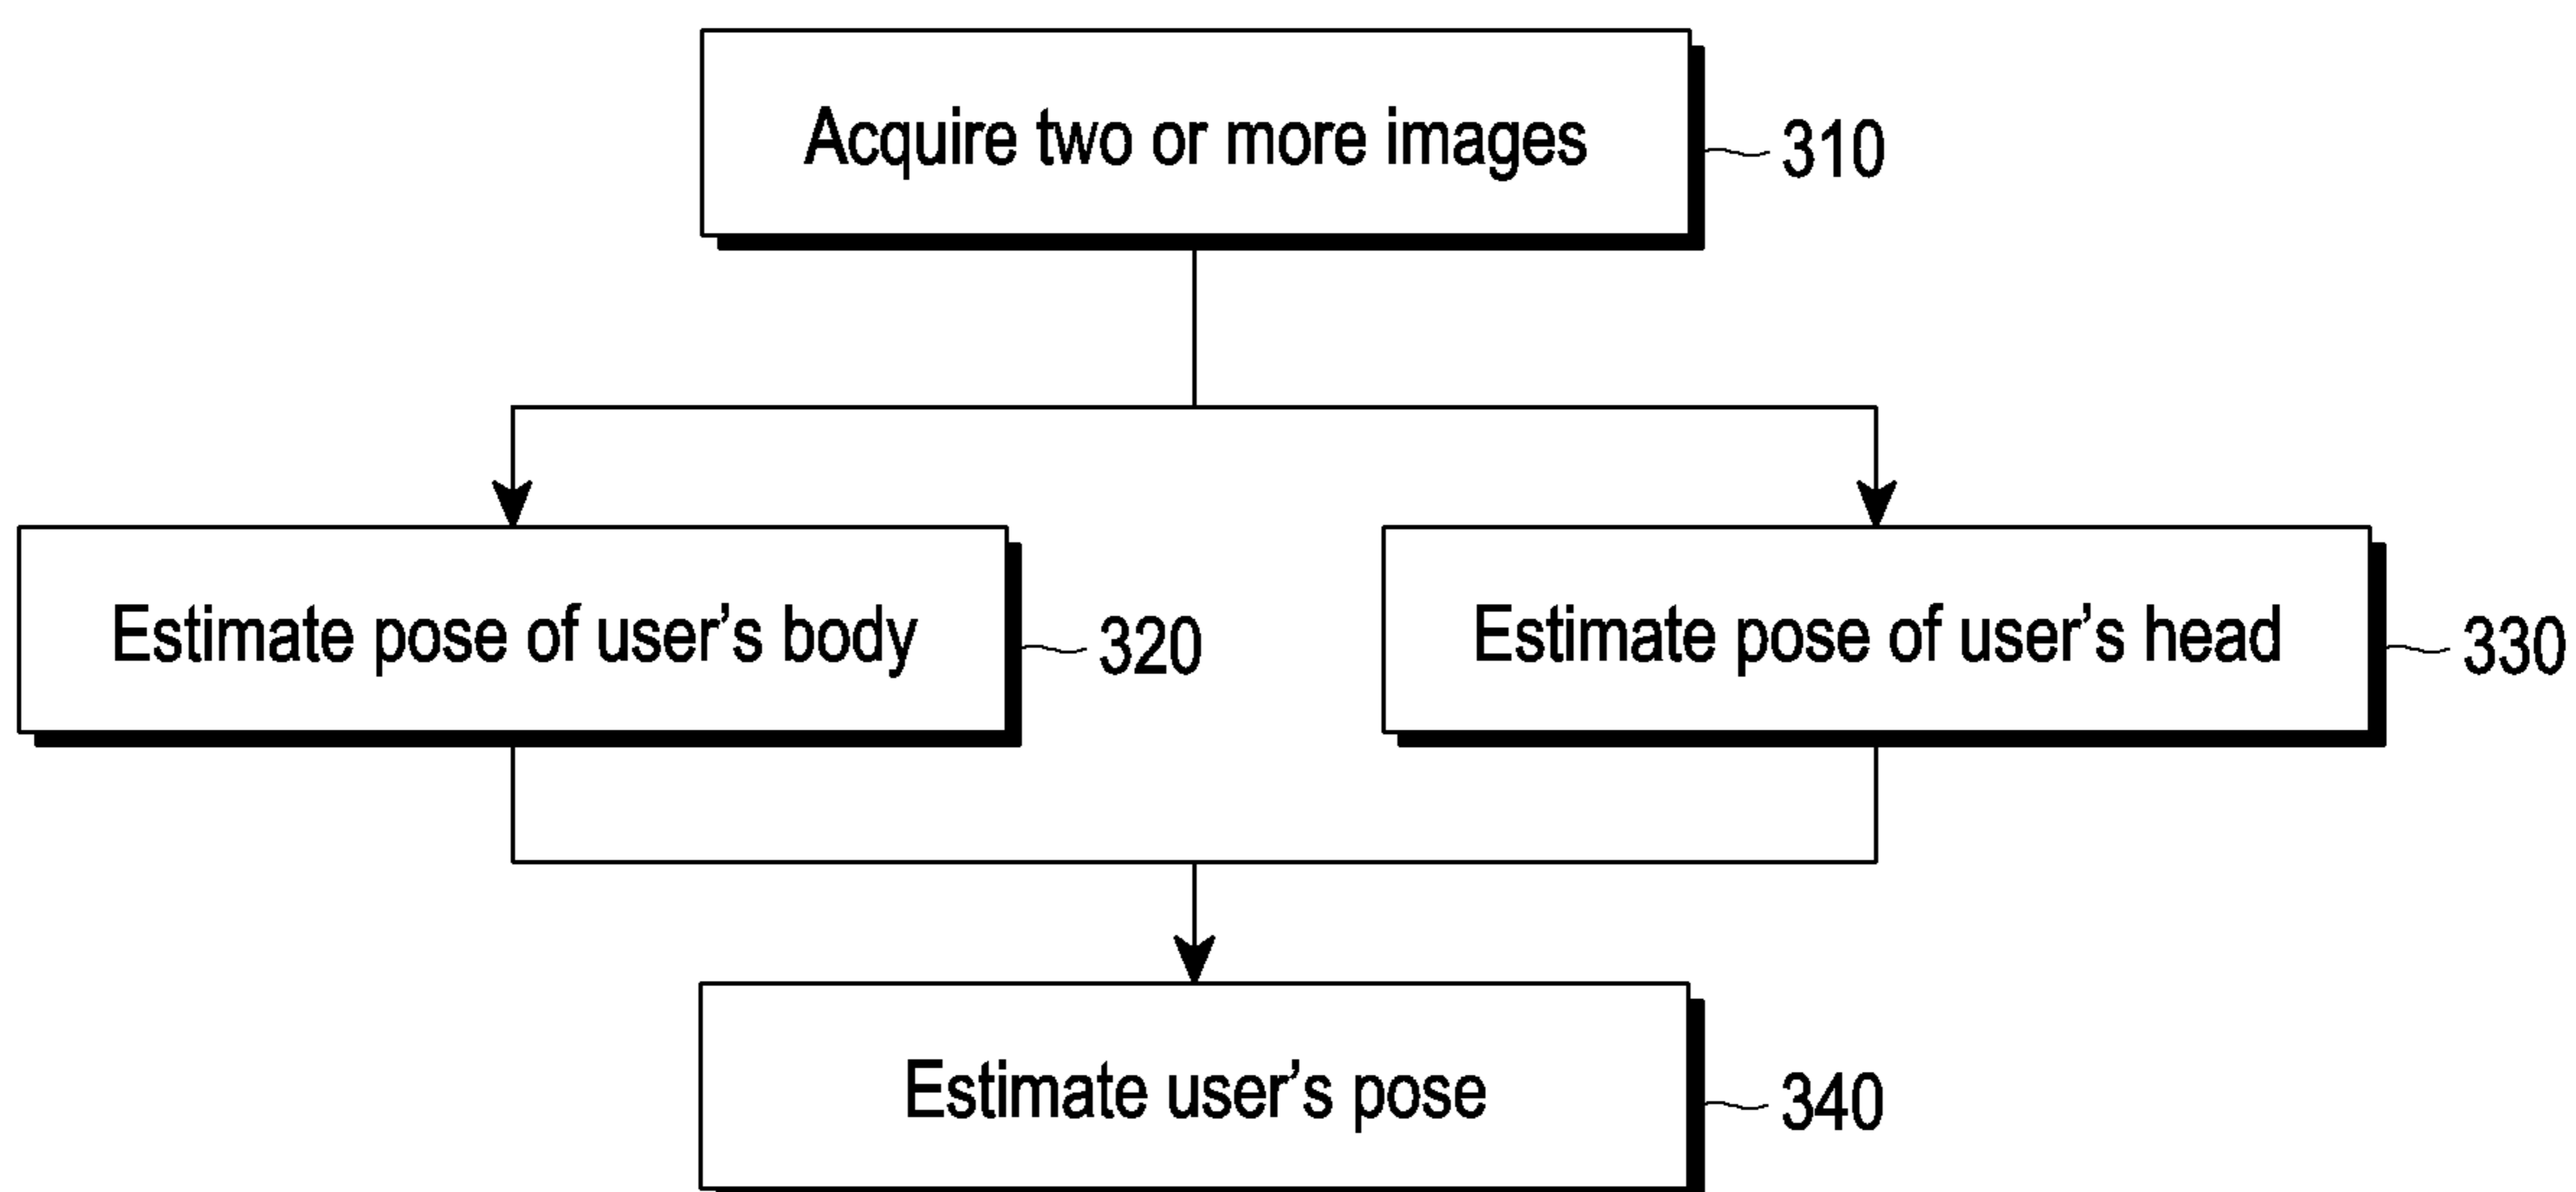 Acquire two or more images
310
Estimate pose of user’s body
320
Estimate pose of user’s head
330
Estimate user’s pose
340